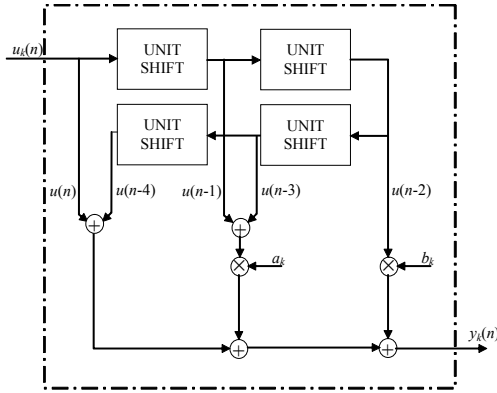 u_k(n)
UNIT
SHIFT
UNIT
SHIFT
UNIT
SHIFT
UNIT
SHIFT
u(n)
u(n-4)
u(n-1)
u(n-3)
u(n-2)
a_k
b_k
y_k(n)